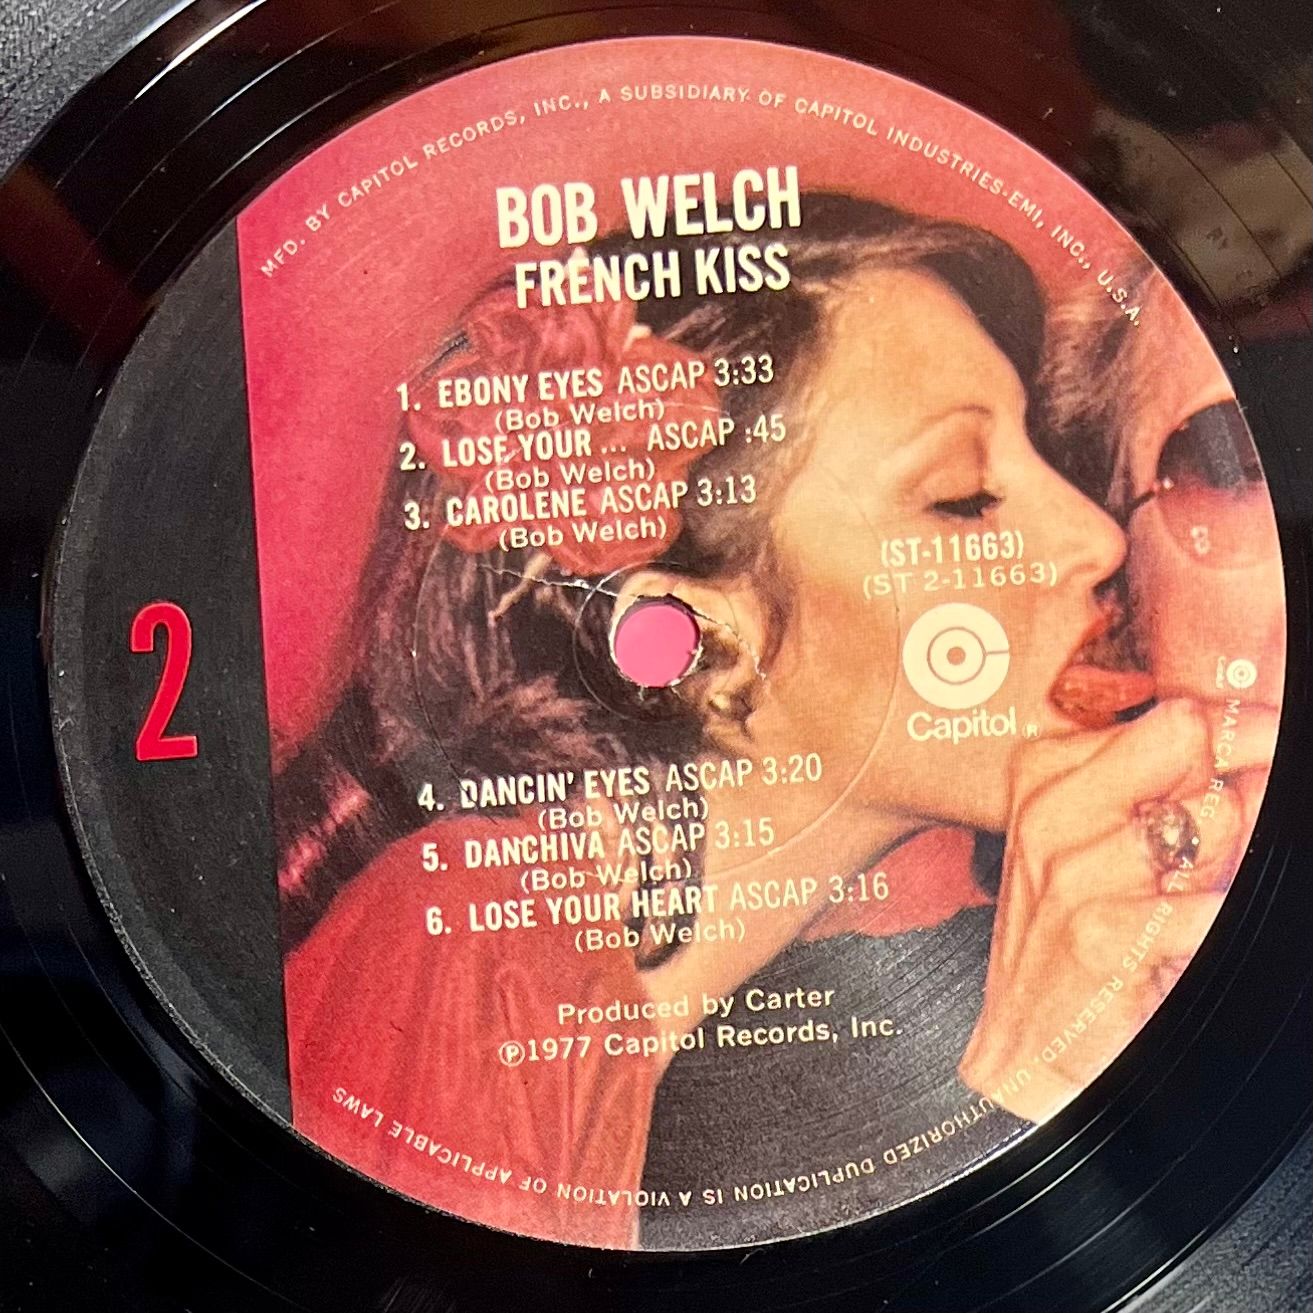 MFD. BY CAPITOL RECORDS, INC., A SUBSIDIARY OF CAPITOL INDUSTRIES-EMI, INC., U.S.A.
BOB WELCH
FRENCH KISS
1. EBONY EYES ASCAP 3:33
(Bob Welch)
2. LOSE YOUR ... ASCAP :45
(Bob Welch)
3. CAROLENE ASCAP 3:13
(Bob Welch)
(ST-11663)
(ST 2-11663)
Capitol ®
2
4. DANCIN' EYES ASCAP 3:20
(Bob Welch)
5. DANCHIVA ASCAP 3:15
(Bob Welch)
6. LOSE YOUR HEART ASCAP 3:16
(Bob Welch)
Produced by Carter
℗1977 Capitol Records, Inc.
Capitol MARCA REG. • ALL RIGHTS RESERVED. UNAUTHORIZED DUPLICATION IS A VIOLATION OF APPLICABLE LAWS